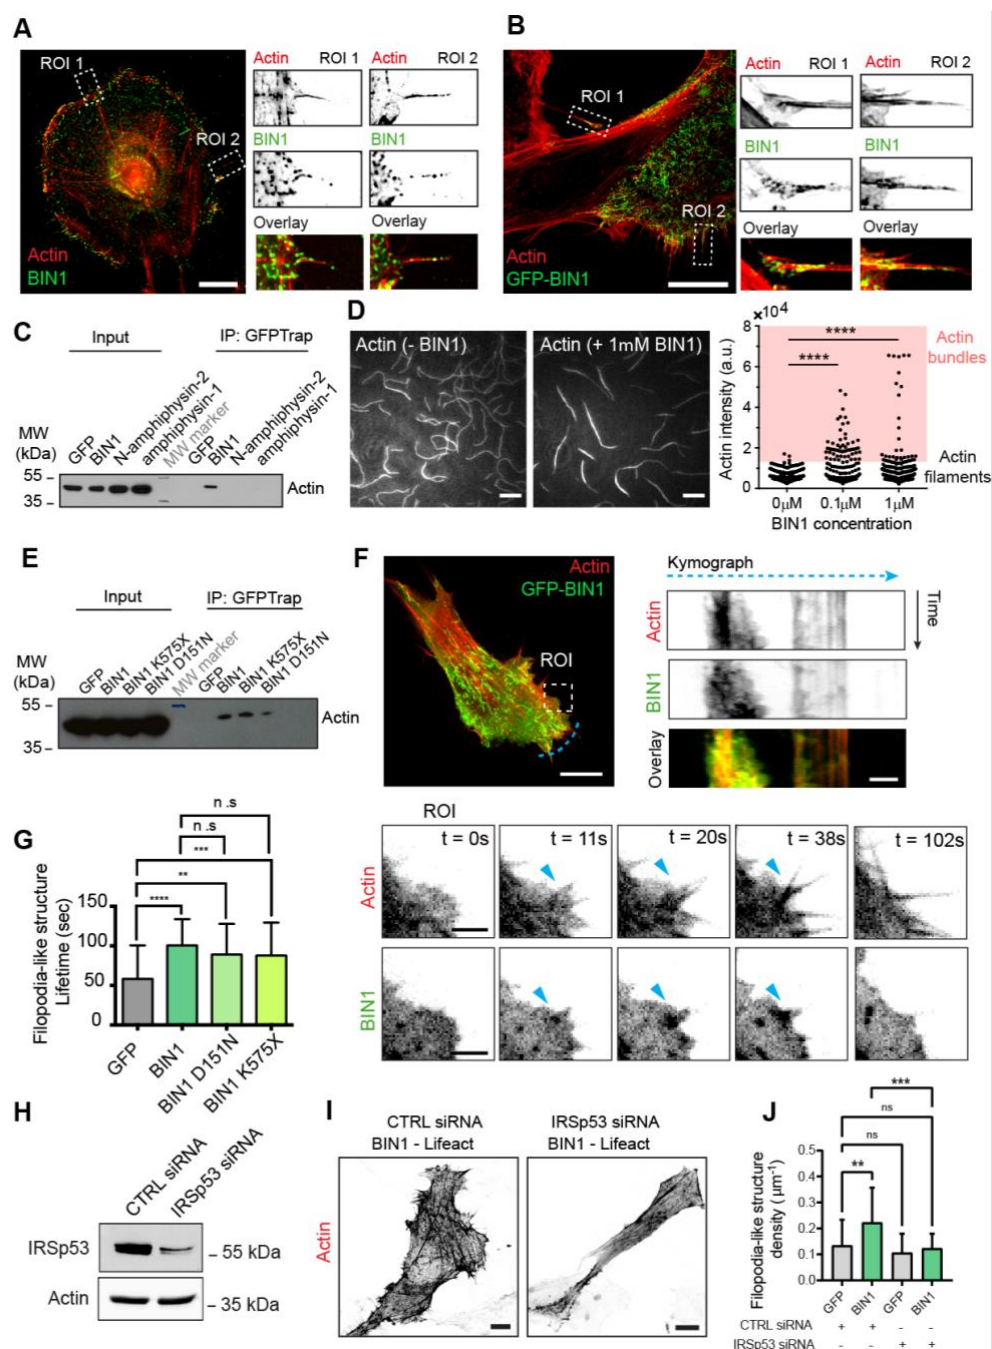 A
ROI 1
ROI 2
Actin
BIN1
Actin ROI 1
BIN1
Overlay
Actin ROI 2
BIN1
Overlay
B
ROI 1
ROI 2
Actin
GFP-BIN1
Actin ROI 1
BIN1
Overlay
Actin ROI 2
BIN1
Overlay
C
Input
IP: GFPTrap
MW
(kDa)
GFP
BIN1
N-amphiphysin-2
amphiphysin-1
MW marker
GFP
BIN1
N-amphiphysin-2
amphiphysin-1
55 –
35 –
Actin
D
Actin (- BIN1)
Actin (+ 1mM BIN1)
×10⁴
Actin intensity (a.u.)
8
6
4
2
0
****
****
Actin
bundles
Actin
filaments
0µM 0.1µM 1µM
BIN1 concentration
E
Input
IP: GFPTrap
MW
(kDa)
GFP
BIN1
BIN1 K575X
BIN1 D151N
MW marker
GFP
BIN1
BIN1 K575X
BIN1 D151N
55 –
35 –
Actin
F
Actin
GFP-BIN1
ROI
Kymograph
Actin
BIN1
Overlay
Time
ROI
t = 0s t = 11s t = 20s t = 38s t = 102s
Actin
BIN1
G
n .s
n .s
***
**
****
Filopodia-like structure
Lifetime (sec)
150
100
50
0
GFP
BIN1
BIN1 D151N
BIN1 K575X
H
CTRL siRNA
IRSp53 siRNA
IRSp53
– 55 kDa
Actin
– 35 kDa
I
CTRL siRNA
BIN1 - Lifeact
IRSp53 siRNA
BIN1 - Lifeact
Actin
J
***
ns
ns
**
Filopodia-like structure
density ( µm⁻¹)
0.5
0.4
0.3
0.2
0.1
0.0
GFP BIN1 GFP BIN1
CTRL siRNA + + - -
IRSp53 siRNA - - + +